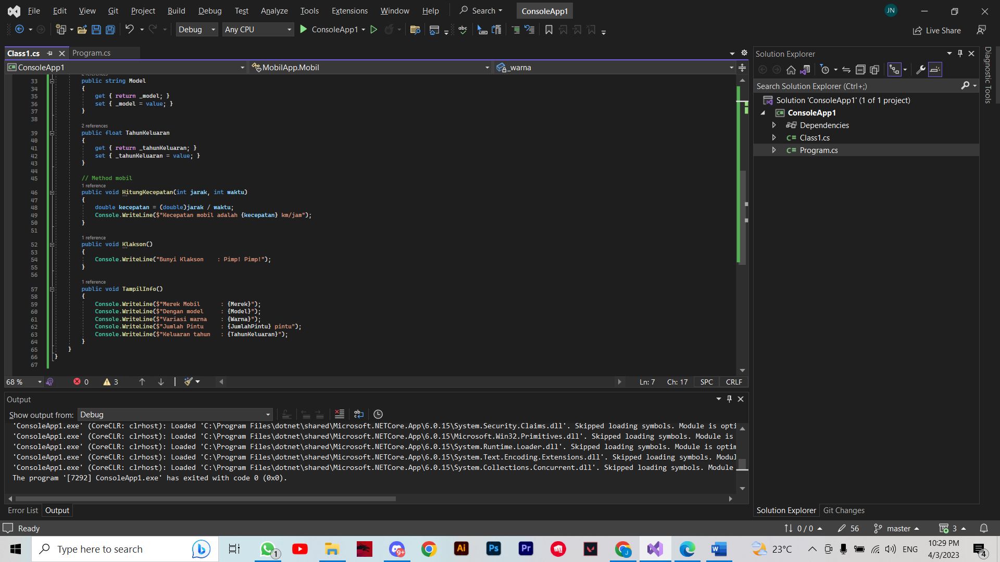 File Edit View Git Project Build Debug Test Analyze Tools Extensions Window Help Search ConsoleApp1 JN
Debug Any CPU ConsoleApp1 Live Share
Class1.cs Program.cs
ConsoleApp1 MobilApp.Mobil _warna
33 public string Model
34 {
35 get { return _model; }
36 set { _model = value; }
37 }
38
2 references
39 public float TahunKeluaran
40 {
41 get { return _tahunKeluaran; }
42 set { _tahunKeluaran = value; }
43 }
44
45 // Method mobil
1 reference
46 public void HitungKecepatan(int jarak, int waktu)
47 {
48 double kecepatan = (double)jarak / waktu;
49 Console.WriteLine($"Kecepatan mobil adalah {kecepatan} km/jam");
50 }
51
1 reference
52 public void Klakson()
53 {
54 Console.WriteLine("Bunyi Klakson    : Pimp! Pimp!");
55 }
56
1 reference
57 public void TampilInfo()
58 {
59 Console.WriteLine($"Merek Mobil      : {Merek}");
60 Console.WriteLine($"Dengan model     : {Model}");
61 Console.WriteLine($"Variasi warna    : {Warna}");
62 Console.WriteLine($"Jumlah Pintu     : {JumlahPintu} pintu");
63 Console.WriteLine($"Keluaran tahun   : {TahunKeluaran}");
64 }
65 }
66 }
67
68 % 0 3 Ln: 7 Ch: 17 SPC CRLF
Output
Show output from: Debug
'ConsoleApp1.exe' (CoreCLR: clrhost): Loaded 'C:\Program Files\dotnet\shared\Microsoft.NETCore.App\6.0.15\System.Security.Claims.dll'. Skipped loading symbols. Module is opti
'ConsoleApp1.exe' (CoreCLR: clrhost): Loaded 'C:\Program Files\dotnet\shared\Microsoft.NETCore.App\6.0.15\Microsoft.Win32.Primitives.dll'. Skipped loading symbols. Module is
'ConsoleApp1.exe' (CoreCLR: clrhost): Loaded 'C:\Program Files\dotnet\shared\Microsoft.NETCore.App\6.0.15\System.Runtime.Loader.dll'. Skipped loading symbols. Module is optim
'ConsoleApp1.exe' (CoreCLR: clrhost): Loaded 'C:\Program Files\dotnet\shared\Microsoft.NETCore.App\6.0.15\System.Text.Encoding.Extensions.dll'. Skipped loading symbols. Modul
'ConsoleApp1.exe' (CoreCLR: clrhost): Loaded 'C:\Program Files\dotnet\shared\Microsoft.NETCore.App\6.0.15\System.Collections.Concurrent.dll'. Skipped loading symbols. Module
The program '[7292] ConsoleApp1.exe' has exited with code 0 (0x0).
Error List Output
Solution Explorer
Search Solution Explorer (Ctrl+;)
Solution 'ConsoleApp1' (1 of 1 project)
ConsoleApp1
Dependencies
C# Class1.cs
C# Program.cs
Solution Explorer Git Changes
Diagnostic Tools
Ready 0 / 0 56 master 3
Type here to search 1 9+ Ai Ps Pr 23°C ENG 10:29 PM
4/3/2023 4